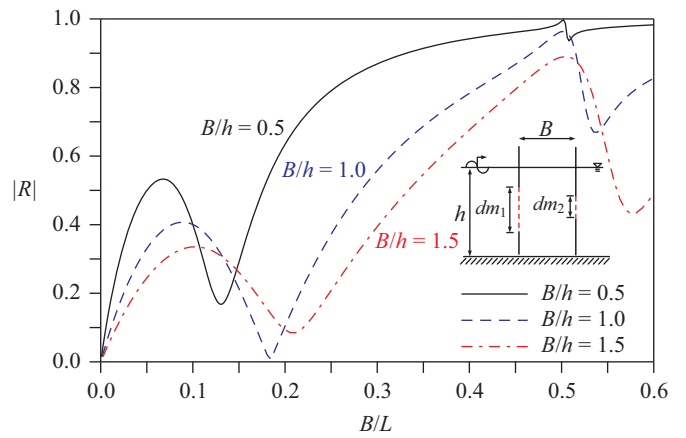 1.0
0.8
0.6
0.4
0.2
0.0
|R|
B/h = 0.5
B/h = 1.0
B/h = 1.5
B
h
dm₁
dm₂
B/h = 0.5
B/h = 1.0
B/h = 1.5
0.0 0.1 0.2 0.3 0.4 0.5 0.6
B/L